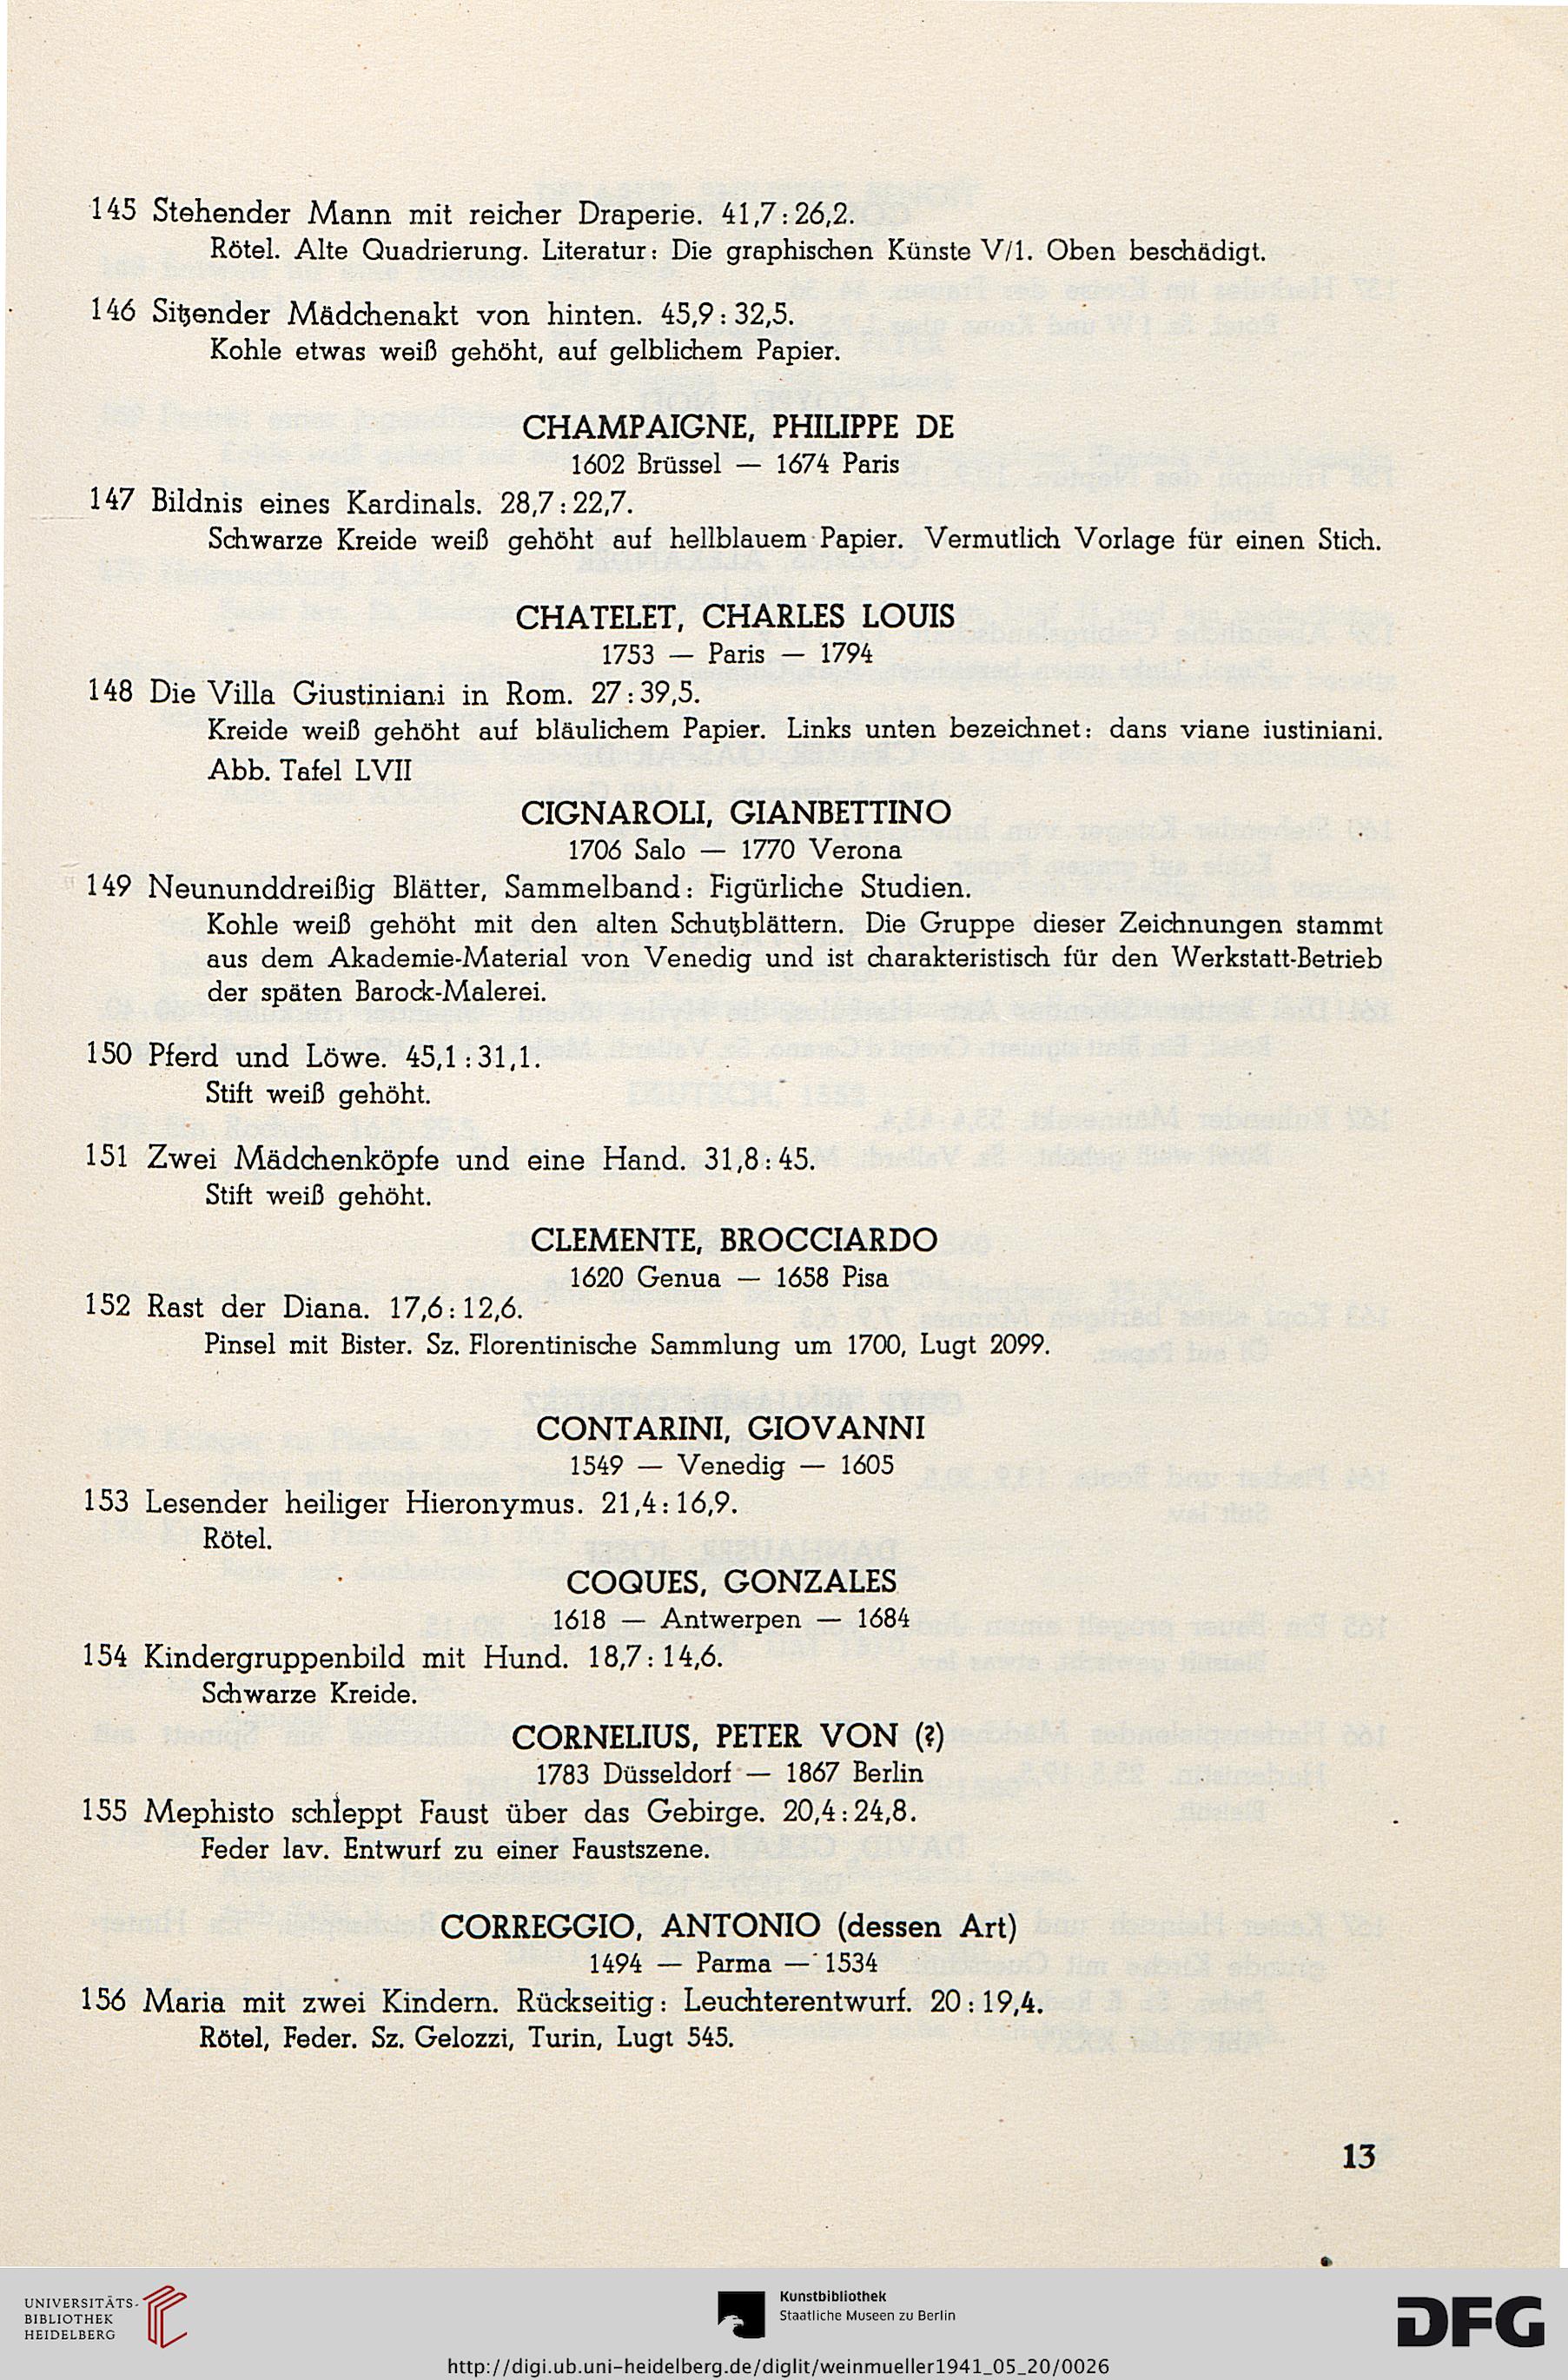 145 Stehender Mann mit reicher Draperie. 41,7 : 26,2.
Rötel. Alte Quadrierung. Literatur: Die graphischen Künste V/1. Oben beschädigt.
146 Sitzender Mädchenakt von hinten. 45,9 : 32,5.
Kohle etwas weiß gehöht, auf gelblichem Papier.
CHAMPAIGNE, PHILIPPE DE
1602 Brüssel — 1674 Paris
147 Bildnis eines Kardinals. 28,7 : 22,7.
Schwarze Kreide weiß gehöht auf hellblauem Papier. Vermutlich Vorlage für einen Stich.
CHATELET, CHARLES LOUIS
1753 — Paris — 1794
148 Die Villa Giustiniani in Rom. 27 : 39,5.
Kreide weiß gehöht auf bläulichem Papier. Links unten bezeichnet: dans viane iustiniani.
Abb. Tafel LVII
CIGNAROLI, GIANBETTINO
1706 Salo — 1770 Verona
149 Neununddreißig Blätter, Sammelband: Figürliche Studien.
Kohle weiß gehöht mit den alten Schutzblättern. Die Gruppe dieser Zeichnungen stammt
aus dem Akademie-Material von Venedig und ist charakteristisch für den Werkstatt-Betrieb
der späten Barock-Malerei.
150 Pferd und Löwe. 45,1 : 31,1.
Stift weiß gehöht.
151 Zwei Mädchenköpfe und eine Hand. 31,8 : 45.
Stift weiß gehöht.
CLEMENTE, BROCCIARDO
1620 Genua — 1658 Pisa
152 Rast der Diana. 17,6 : 12,6.
Pinsel mit Bister. Sz. Florentinische Sammlung um 1700, Lugt 2099.
CONTARINI, GIOVANNI
1549 — Venedig — 1605
153 Lesender heiliger Hieronymus. 21,4 : 16,9.
Rötel.
COQUES, GONZALES
1618 — Antwerpen — 1684
154 Kindergruppenbild mit Hund. 18,7 : 14,6.
Schwarze Kreide.
CORNELIUS, PETER VON (?)
1783 Düsseldorf — 1867 Berlin
155 Mephisto schleppt Faust über das Gebirge. 20,4 : 24,8.
Feder lav. Entwurf zu einer Faustszene.
CORREGGIO, ANTONIO (dessen Art)
1494 — Parma — 1534
156 Maria mit zwei Kindern. Rückseitig: Leuchterentwurf. 20 : 19,4.
Rötel, Feder. Sz. Gelozzi, Turin, Lugt 545.
13
UNIVERSITÄTS-
BIBLIOTHEK
HEIDELBERG
Kunstbibliothek
Staatliche Museen zu Berlin
DFG
http://digi.ub.uni-heidelberg.de/diglit/weinmueller1941_05_20/0026